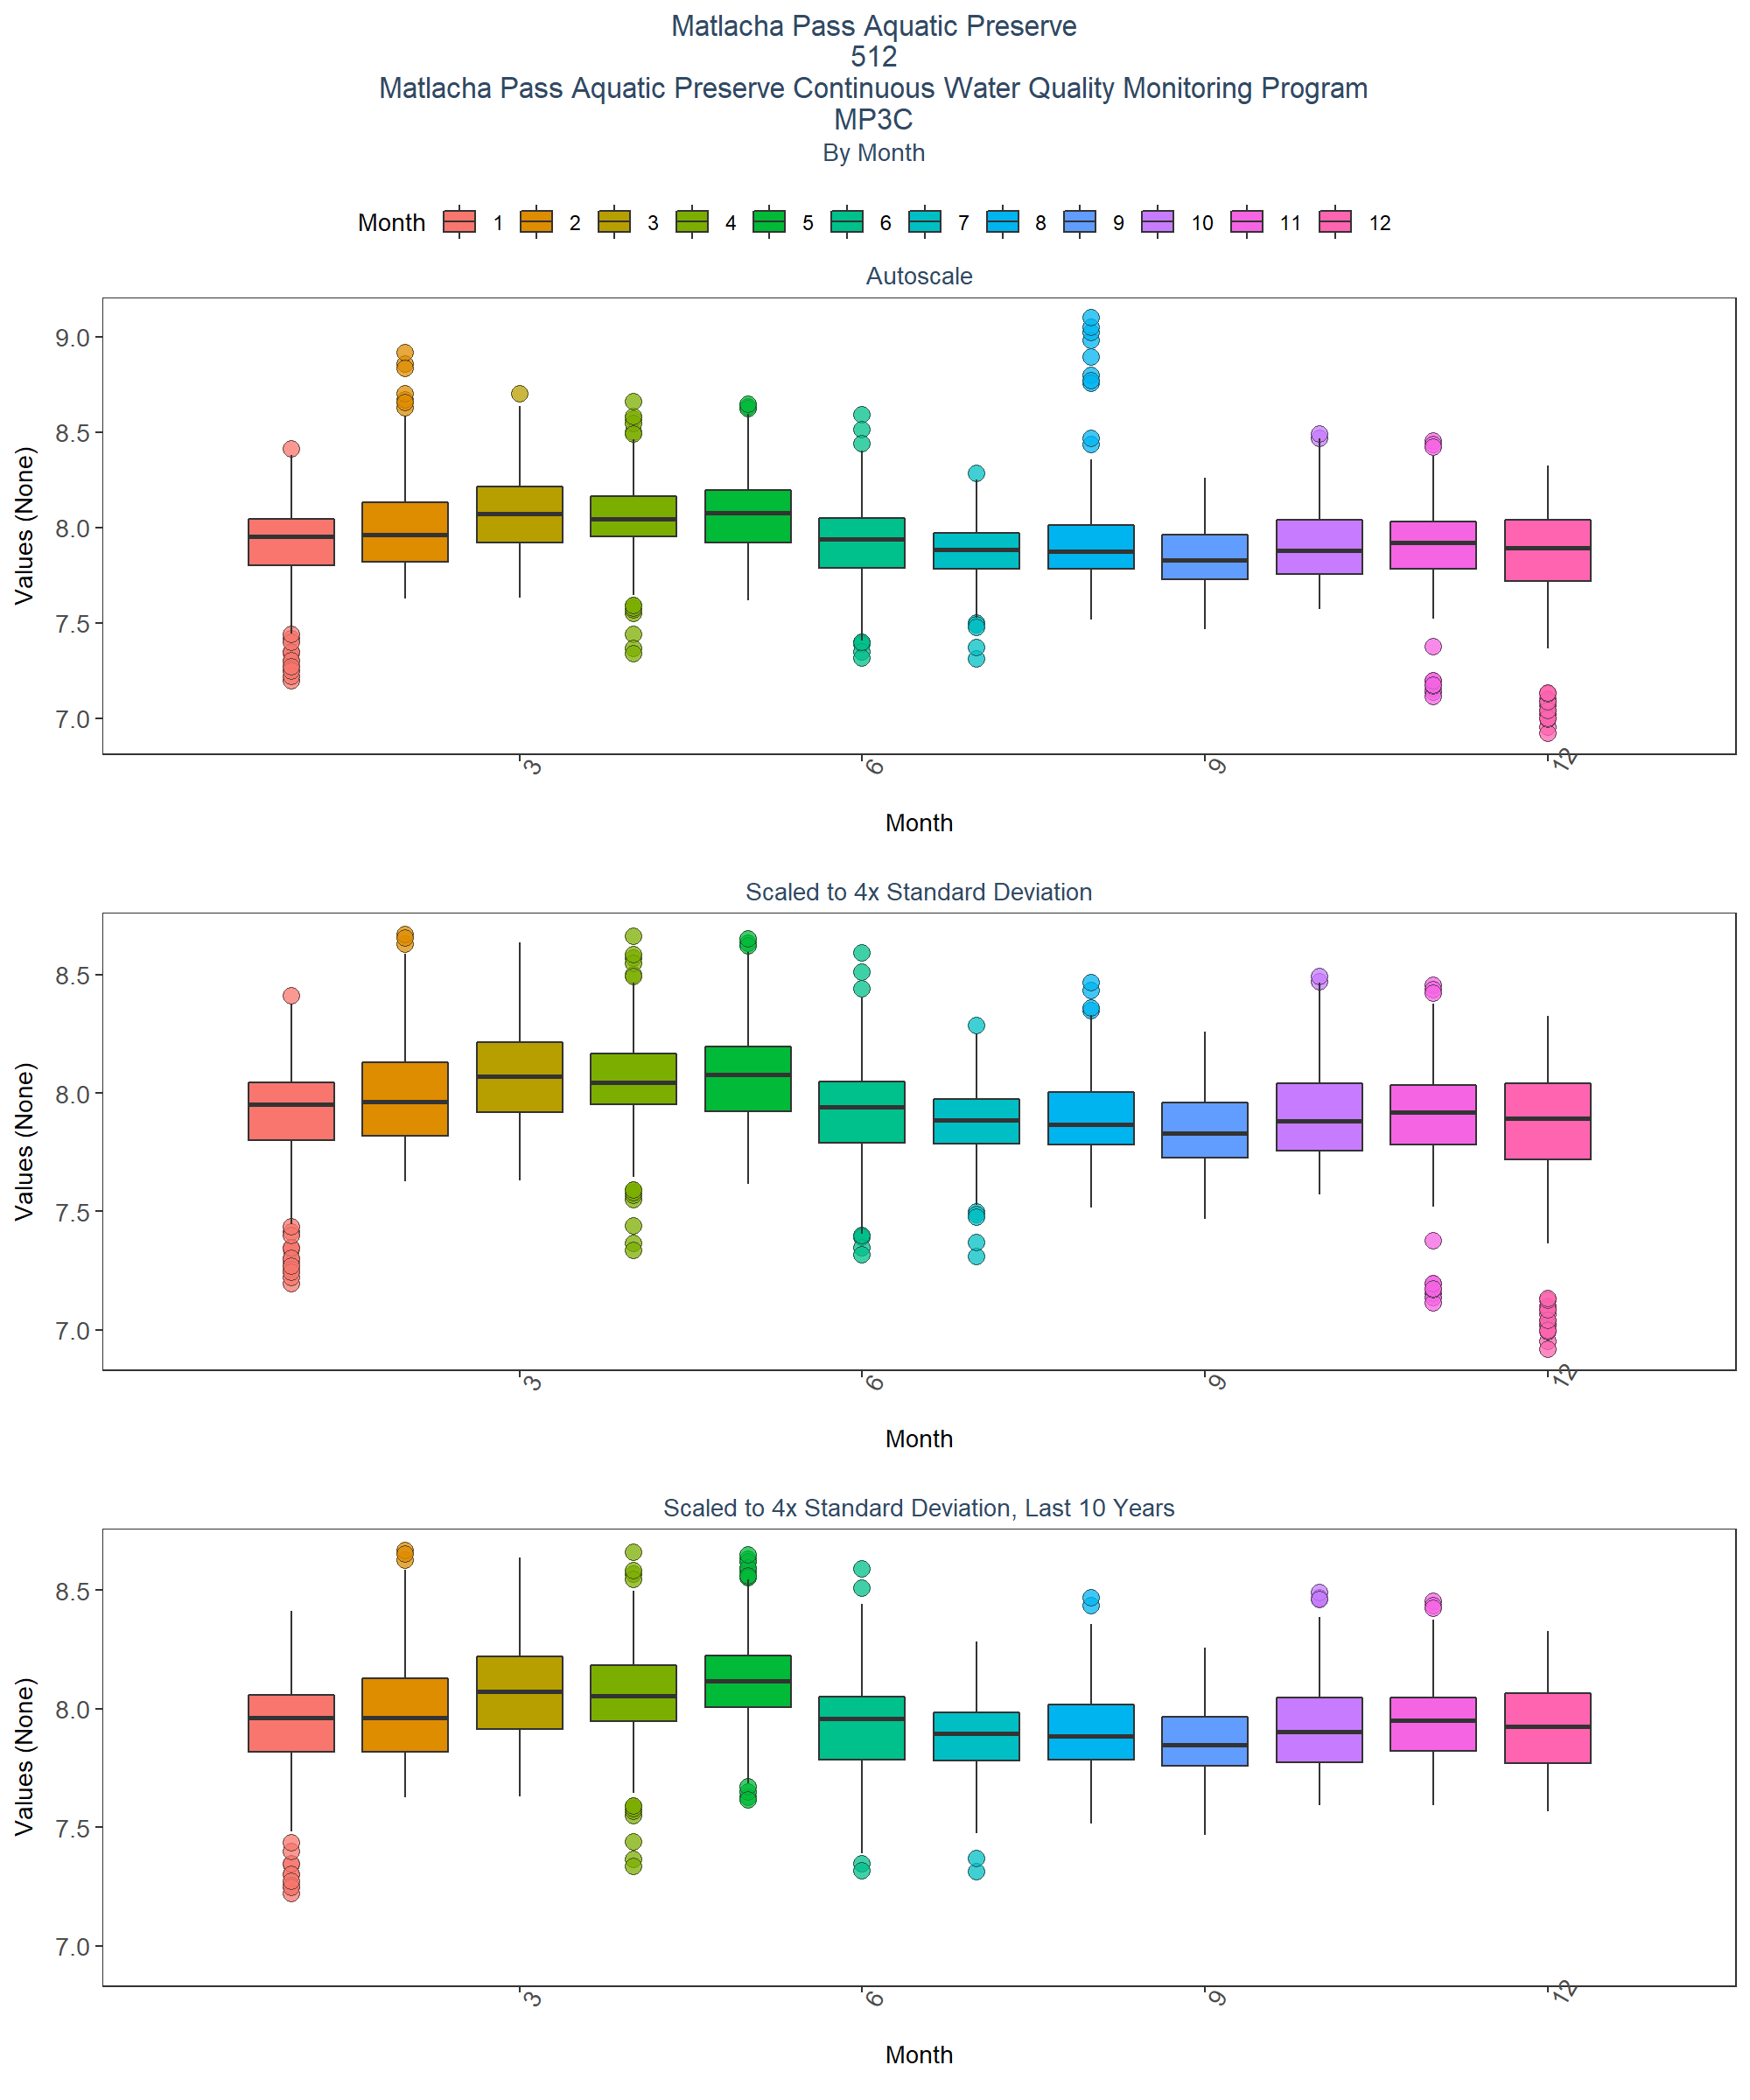 Matlacha Pass Aquatic Preserve
512
Matlacha Pass Aquatic Preserve Continuous Water Quality Monitoring Program
MP3C
By Month
Month 1 2 3 4 5 6 7 8 9 10 11 12
Autoscale
Values (None)
9.0
8.5
8.0
7.5
7.0
3 6 9 12
Month
Scaled to 4x Standard Deviation
Values (None)
8.5
8.0
7.5
7.0
3 6 9 12
Month
Scaled to 4x Standard Deviation, Last 10 Years
Values (None)
8.5
8.0
7.5
7.0
3 6 9 12
Month